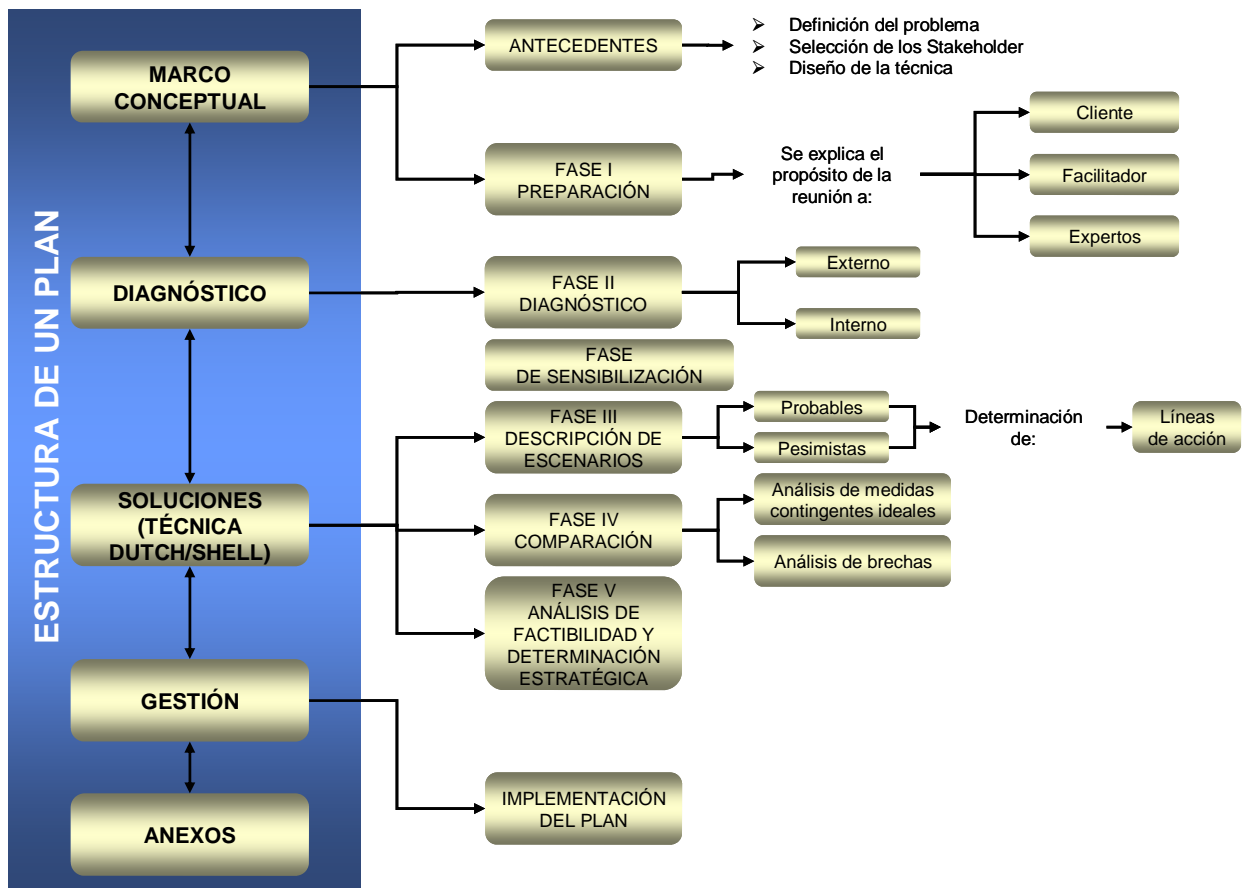 ESTRUCTURA DE UN PLAN
MARCO
CONCEPTUAL
ANTECEDENTES
➢ Definición del problema
➢ Selección de los Stakeholder
➢ Diseño de la técnica
FASE I
PREPARACIÓN
Se explica el
propósito de la
reunión a:
Cliente
Facilitador
Expertos
DIAGNÓSTICO
FASE II
DIAGNÓSTICO
Externo
Interno
FASE
DE SENSIBILIZACIÓN
SOLUCIONES
(TÉCNICA
DUTCH/SHELL)
FASE III
DESCRIPCIÓN DE
ESCENARIOS
Probables
Pesimistas
Determinación
de:
Líneas
de acción
FASE IV
COMPARACIÓN
Análisis de medidas
contingentes ideales
Análisis de brechas
FASE V
ANÁLISIS DE
FACTIBILIDAD Y
DETERMINACIÓN
ESTRATÉGICA
GESTIÓN
IMPLEMENTACIÓN
DEL PLAN
ANEXOS